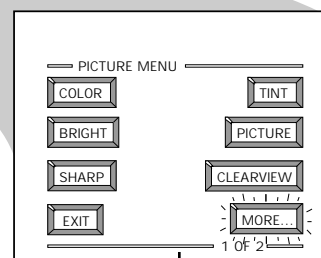 PICTURE MENU
COLOR TINT
BRIGHT PICTURE
SHARP CLEARVIEW
EXIT MORE...
1 OF 2